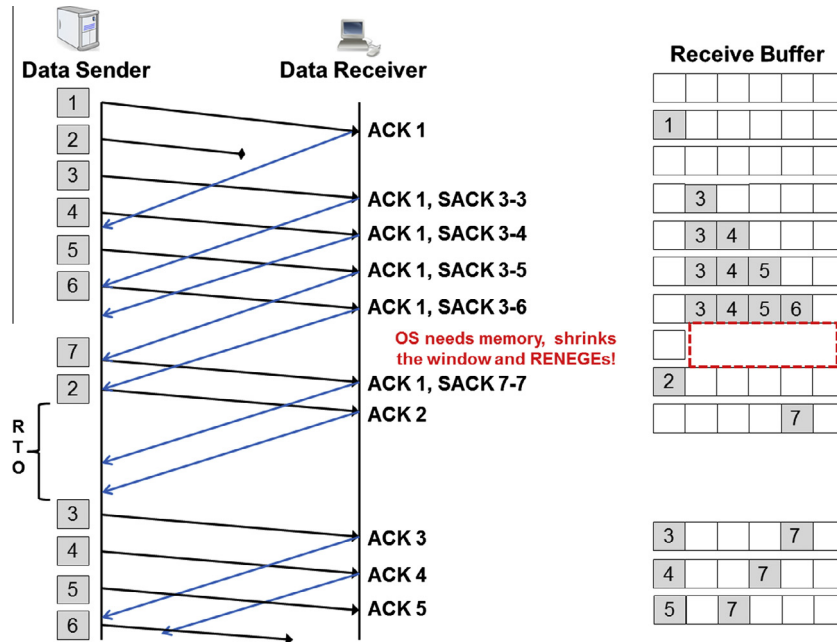 Data Sender
Data Receiver
Receive Buffer
1
ACK 1
1
2
3
ACK 1, SACK 3-3
3
4
ACK 1, SACK 3-4
3 4
5
ACK 1, SACK 3-5
3 4 5
6
ACK 1, SACK 3-6
3 4 5 6
OS needs memory, shrinks
the window and RENEGEs!
7
ACK 1, SACK 7-7
2
2
ACK 2
7
R
T
O
3
ACK 3
3 7
4
ACK 4
4 7
5
ACK 5
5 7
6